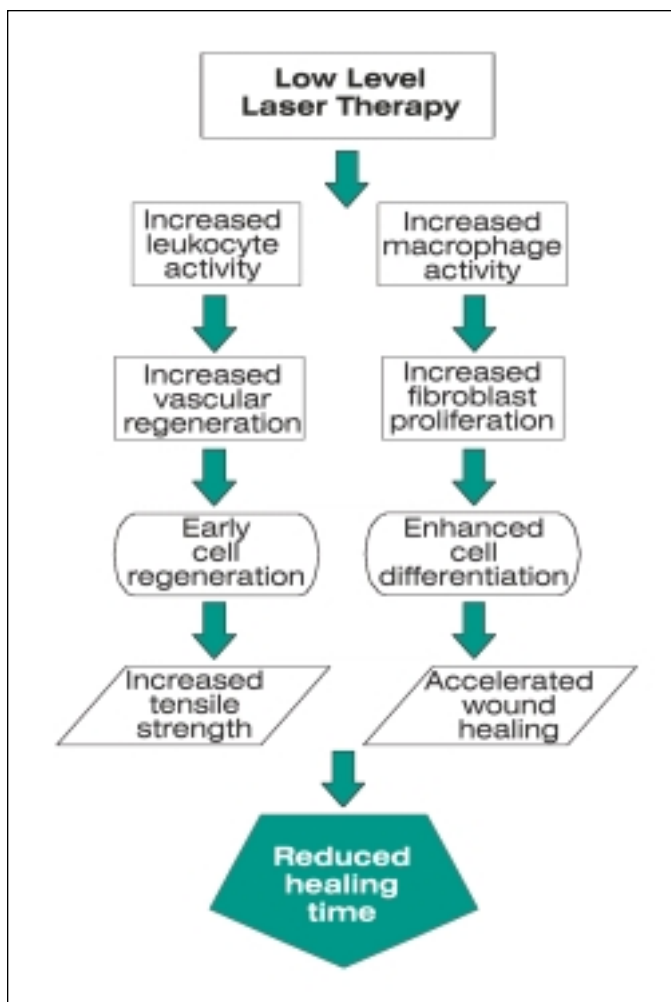 Low Level
Laser Therapy
Increased
leukocyte
activity
Increased
macrophage
activity
Increased
vascular
regeneration
Increased
fibroblast
proliferation
Early
cell
regeneration
Enhanced
cell
differentiation
Increased
tensile
strength
Accelerated
wound
healing
Reduced
healing
time